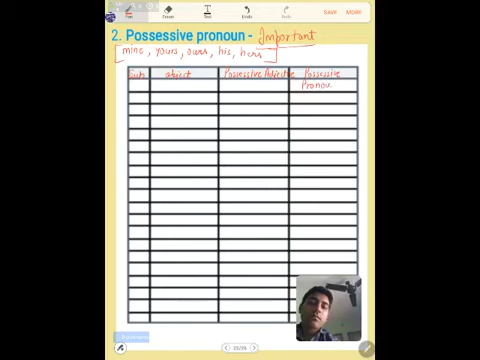 Pen Eraser Text Undo Redo SAVE MORE
2. Possessive pronoun - Important
[mine, yours, ours, his, hers]
Sub object Possessive Adjective Possessive
Pronoun